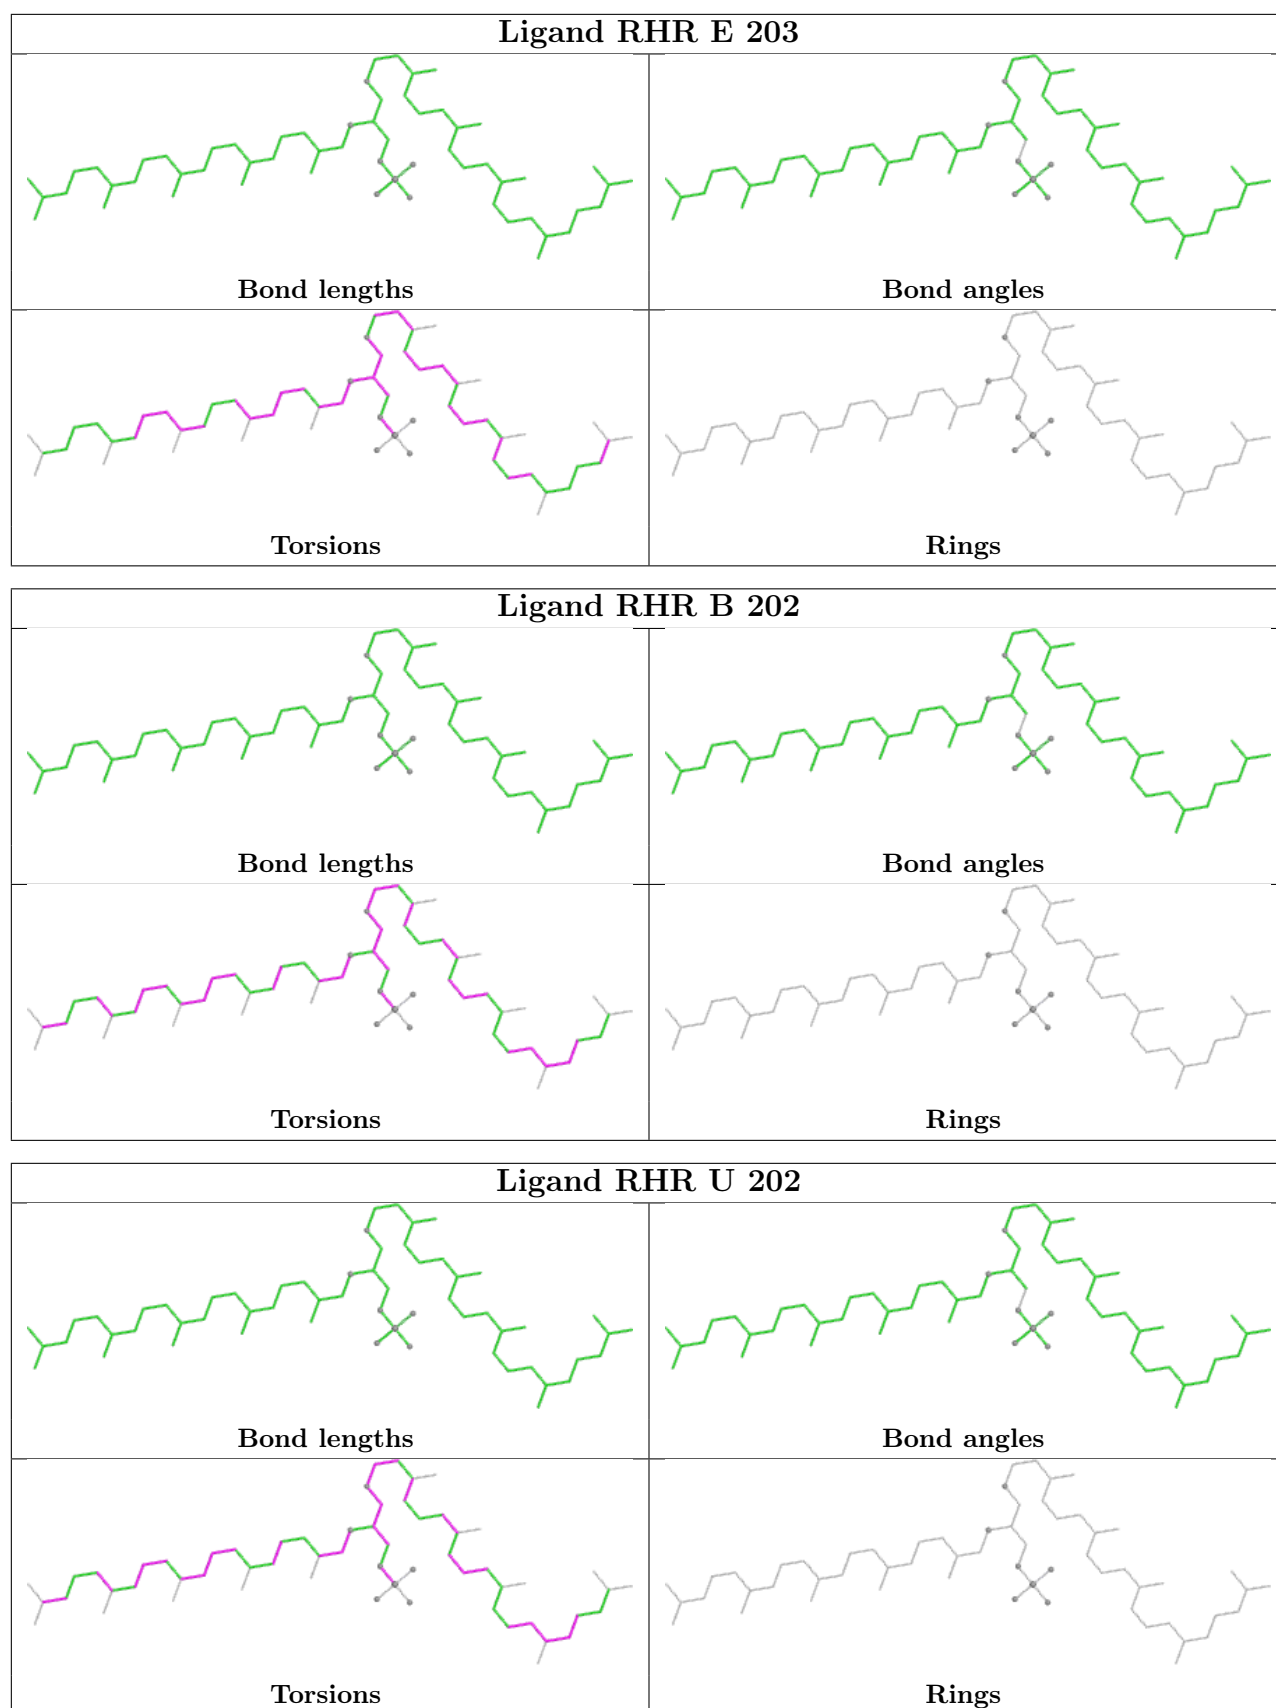 Ligand RHR E 203
Bond lengths
Bond angles
Torsions
Rings
Ligand RHR B 202
Bond lengths
Bond angles
Torsions
Rings
Ligand RHR U 202
Bond lengths
Bond angles
Torsions
Rings